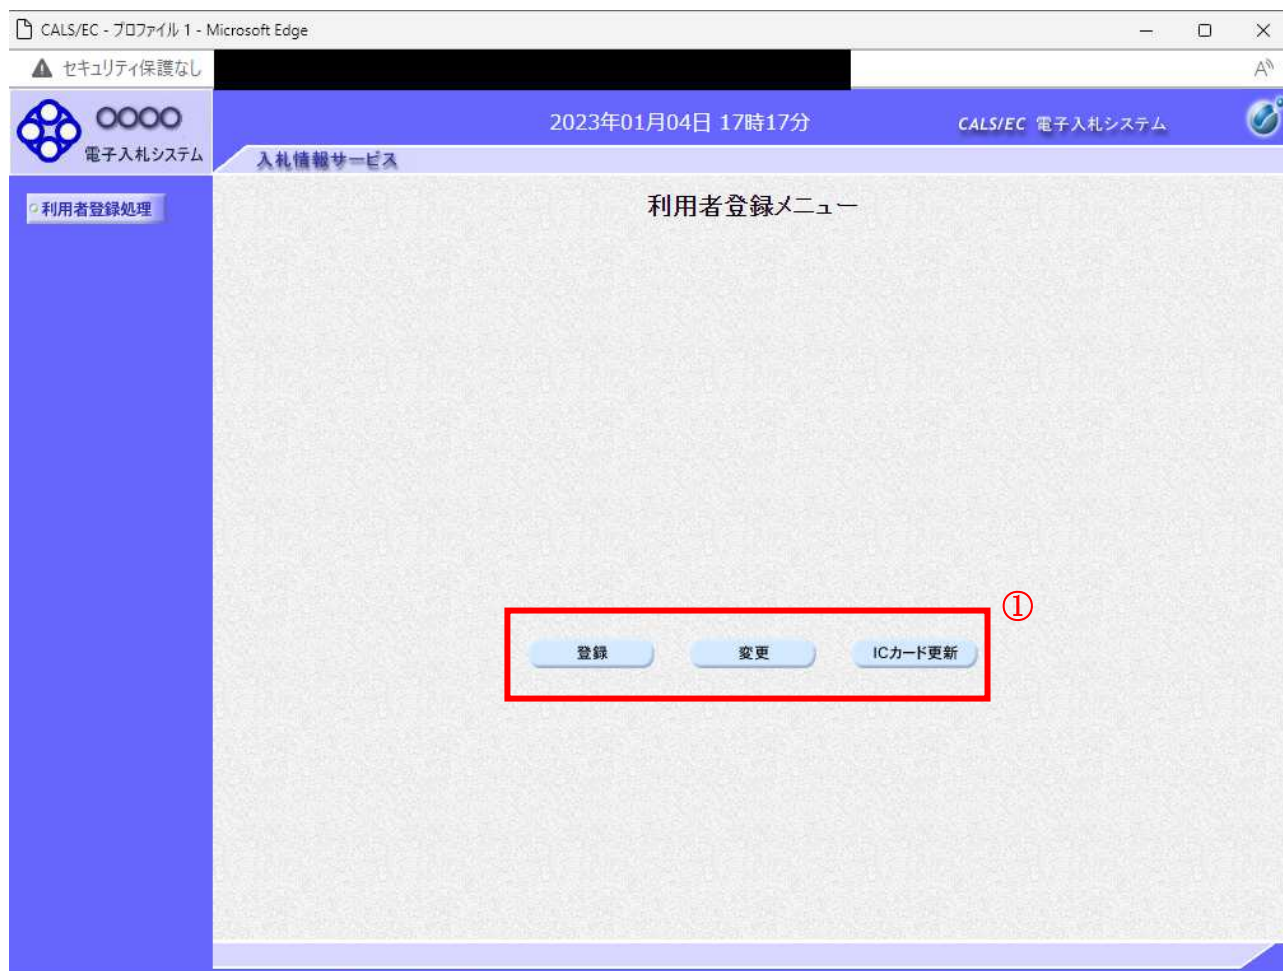 CALS/EC - プロファイル 1 - Microsoft Edge
セキュリティ保護なし
A
〇〇〇〇
電子入札システム
2023年01月04日 17時17分
CALS/EC 電子入札システム
入札情報サービス
利用者登録処理
利用者登録メニュー
①
登録
変更
ICカード更新